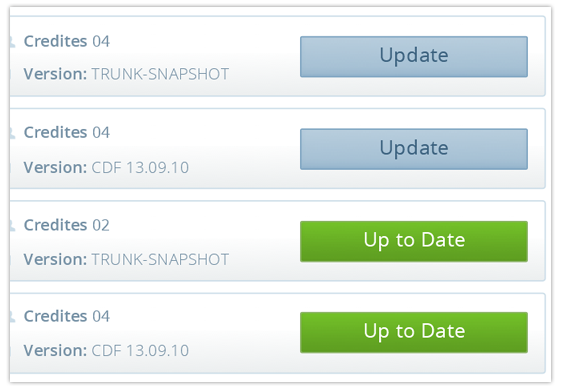 Credites 04
Update
Version: TRUNK-SNAPSHOT
Credites 04
Update
Version: CDF 13.09.10
Credites 02
Up to Date
Version: TRUNK-SNAPSHOT
Credites 04
Up to Date
Version: CDF 13.09.10